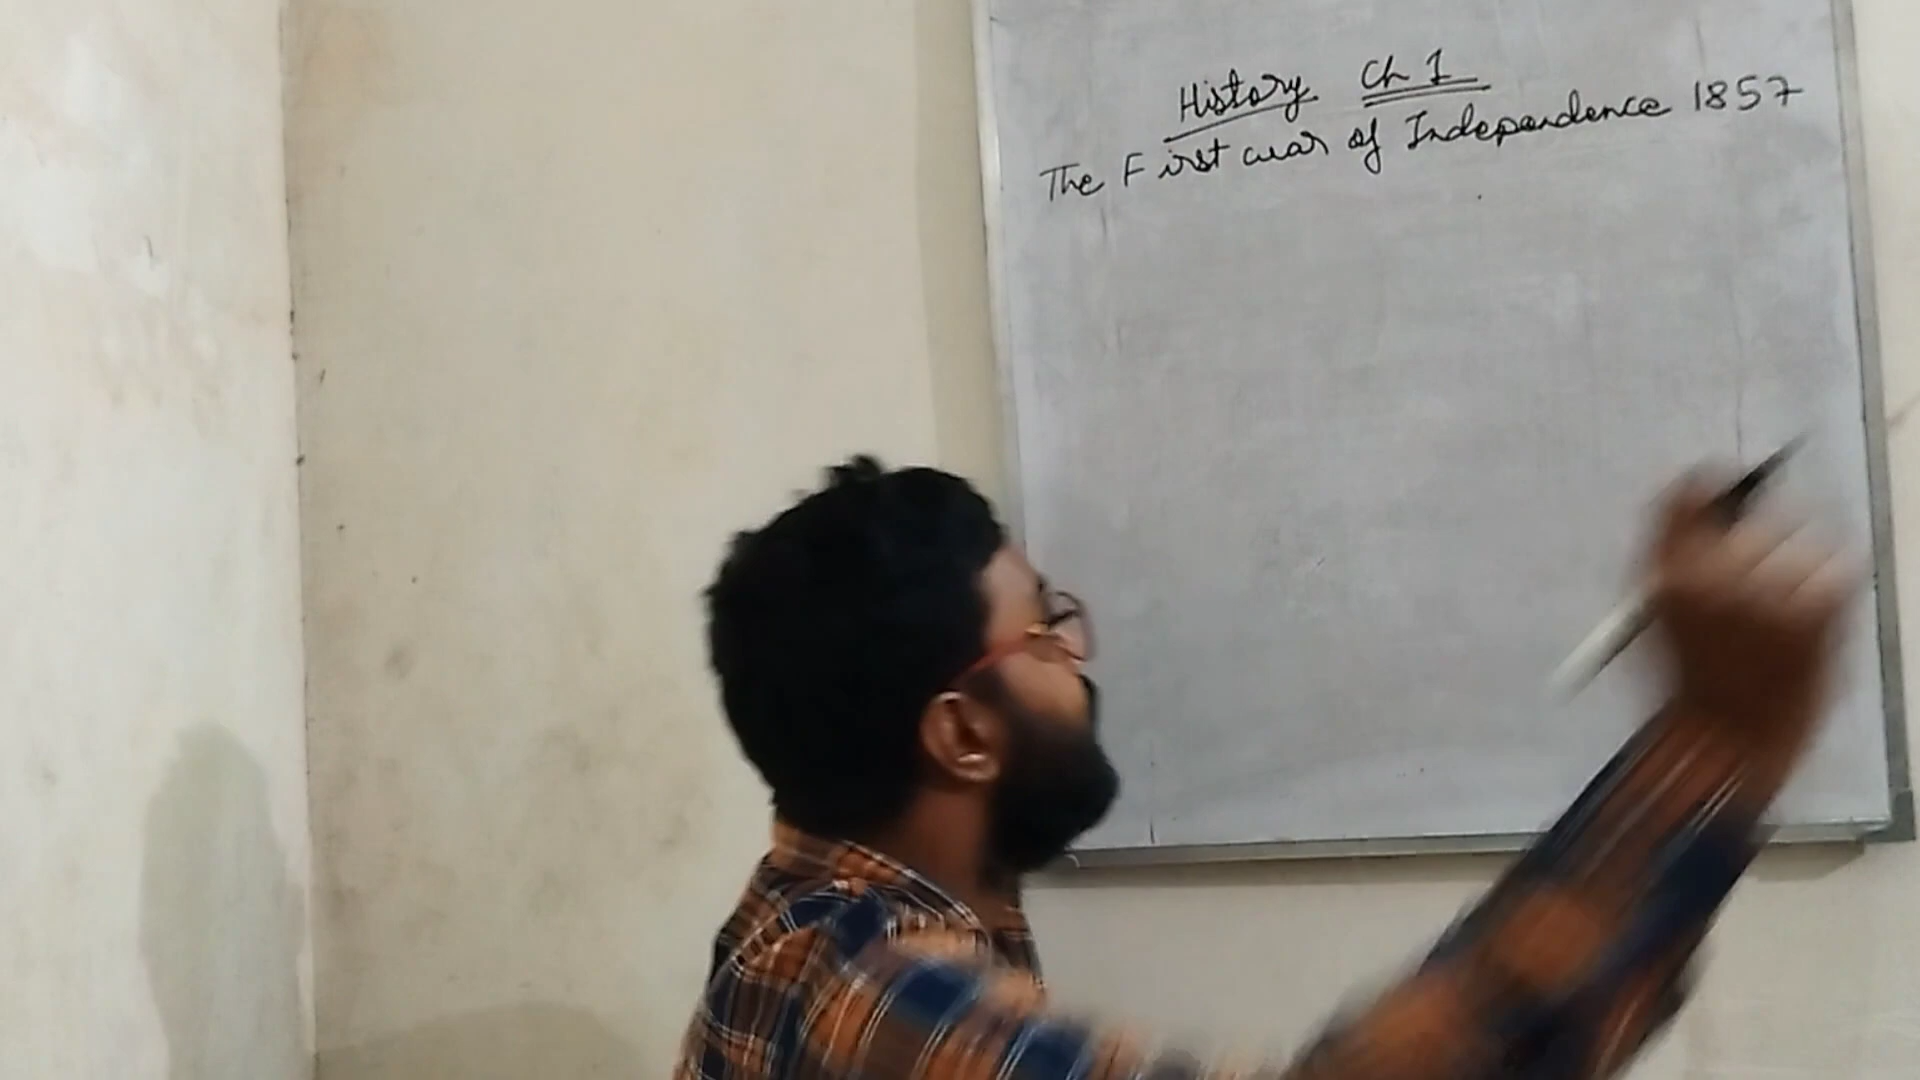 History Ch 1
The First war of Independence 1857